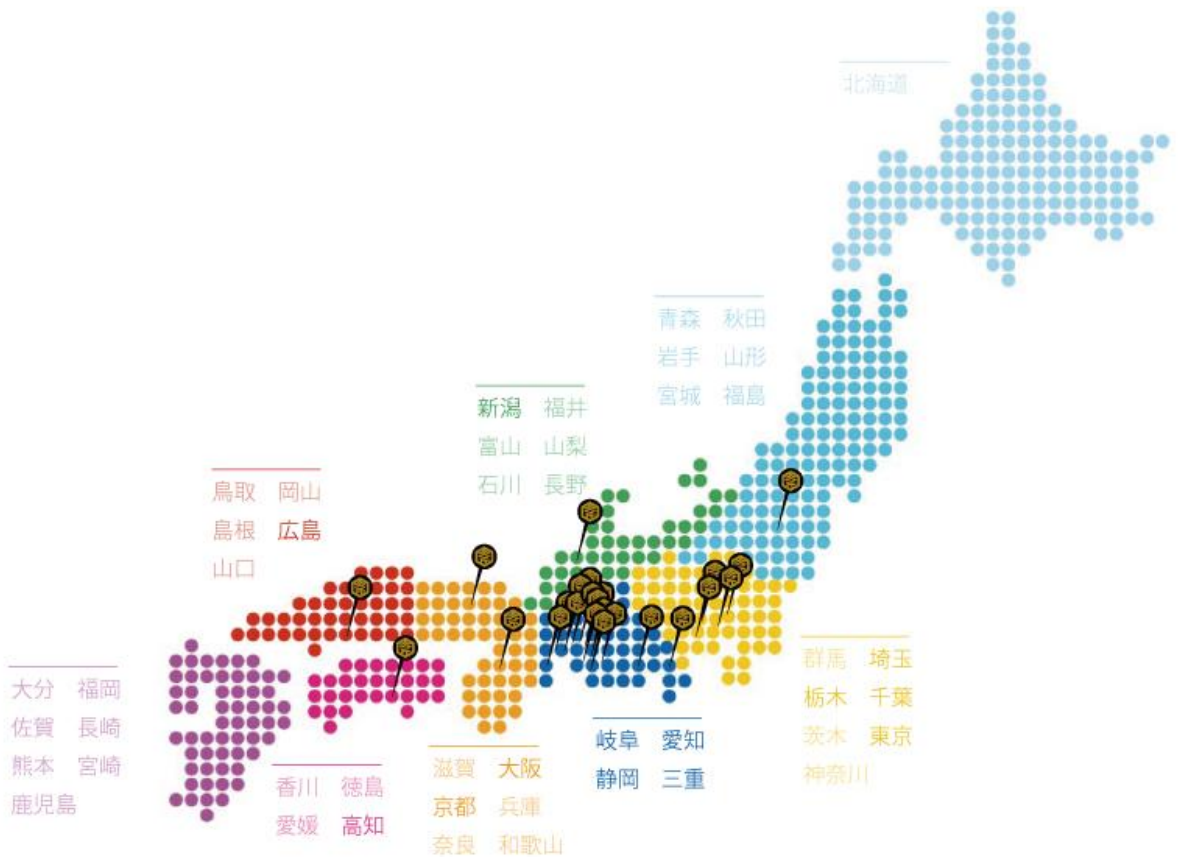 北海道
青森 秋田
岩手 山形
宮城 福島
新潟 福井
富山 山梨
石川 長野
鳥取 岡山
島根 広島
山口
群馬 埼玉
栃木 千葉
茨木 東京
神奈川
大分 福岡
佐賀 長崎
熊本 宮崎
鹿児島
岐阜 愛知
静岡 三重
滋賀 大阪
京都 兵庫
奈良 和歌山
香川 徳島
愛媛 高知